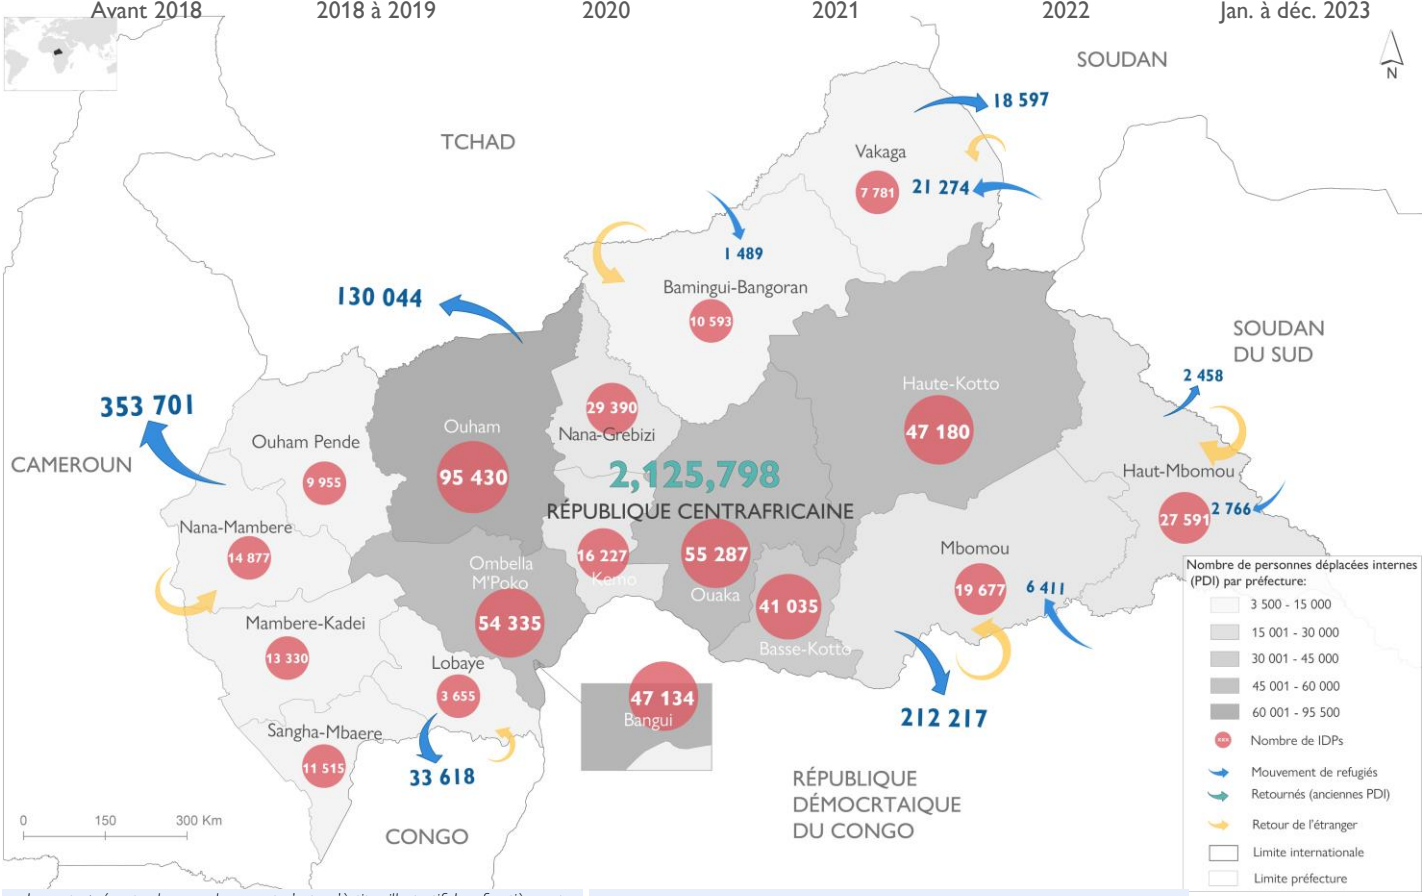 Avant 2018
2018 à 2019
2020
2021
2022
Jan. à déc. 2023
SOUDAN
N
18 597
TCHAD
Vakaga
7 781
21 274
1 489
Bamingui-Bangoran
10 593
130 044
SOUDAN
DU SUD
2 458
353 701
Haute-Kotto
47 180
29 390
Nana-Grebizi
Ouham
95 430
Ouham Pende
9 955
CAMEROUN
2,125,798
RÉPUBLIQUE CENTRAFRICAINE
Haut-Mbomou
27 591
2 766
Nana-Mambere
14 877
16 227
Kemo
55 287
Ouaka
Mbomou
19 677
6 411
Ombella
M'Poko
54 335
41 035
Basse-Kotto
Mambere-Kadei
13 330
Lobaye
3 655
47 134
Bangui
212 217
Sangha-Mbaere
11 515
33 618
RÉPUBLIQUE
DÉMOCRTAIQUE
DU CONGO
CONGO
0 150 300 Km
Nombre de personnes déplacées internes
(PDI) par préfecture:
3 500 - 15 000
15 001 - 30 000
30 001 - 45 000
45 001 - 60 000
60 001 - 95 500
xxx Nombre de IDPs
Mouvement de refugiés
Retournés (anciennes PDI)
Retour de l'étranger
Limite internationale
Limite préfecture